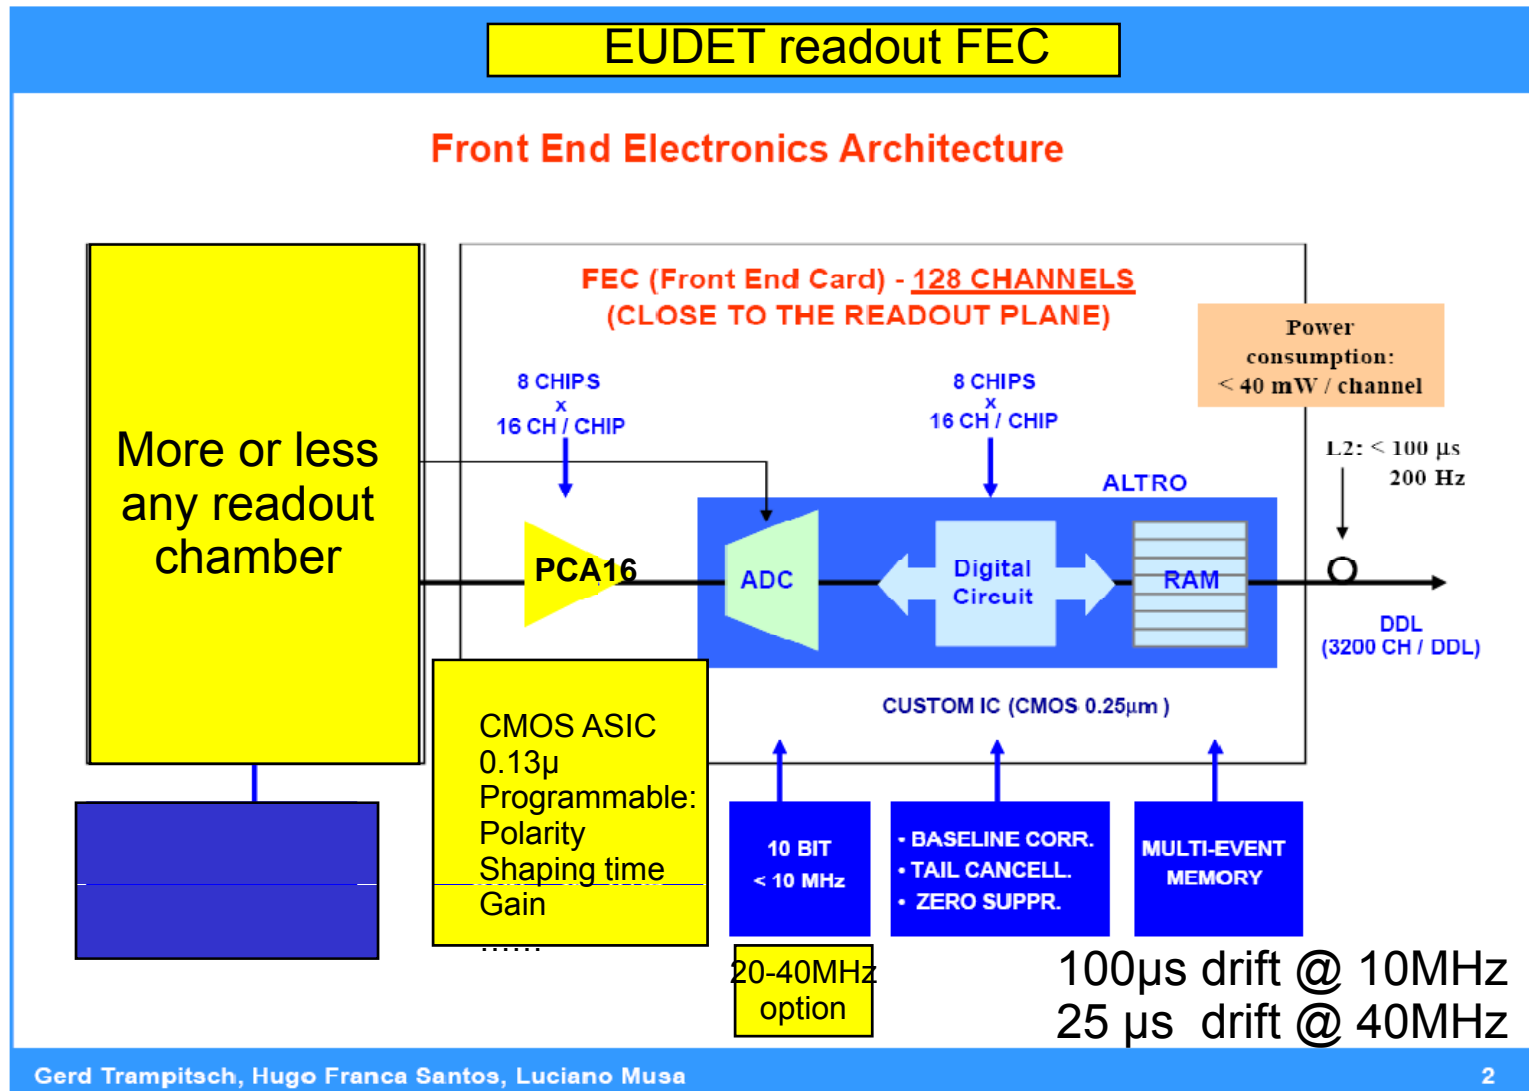 EUDET readout FEC
Front End Electronics Architecture
FEC (Front End Card) - 128 CHANNELS
(CLOSE TO THE READOUT PLANE)
Power
consumption:
< 40 mW / channel
8 CHIPS
x
16 CH / CHIP
8 CHIPS
x
16 CH / CHIP
More or less
any readout
chamber
L2: < 100 µs
200 Hz
ALTRO
PCA16
ADC
Digital
Circuit
RAM
DDL
(3200 CH / DDL)
CUSTOM IC (CMOS 0.25µm )
CMOS ASIC
0.13µ
Programmable:
Polarity
Shaping time
Gain
......
10 BIT
< 10 MHz
• BASELINE CORR.
• TAIL CANCELL.
• ZERO SUPPR.
MULTI-EVENT
MEMORY
20-40MHz
option
100µs drift @ 10MHz
25 µs drift @ 40MHz
Gerd Trampitsch, Hugo Franca Santos, Luciano Musa
2